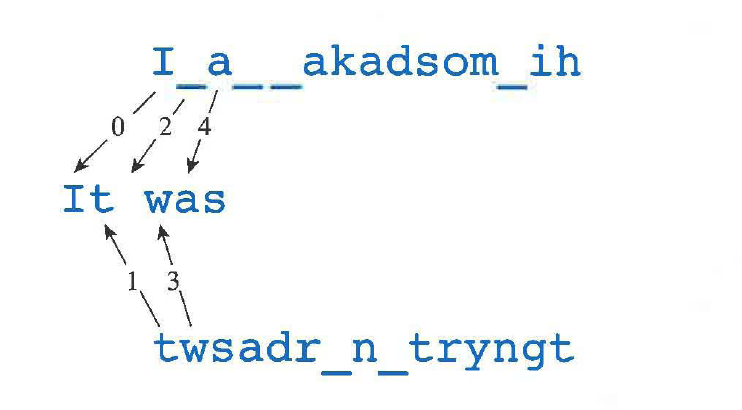 I_a__akadsom_ih
0 2 4
It was
1 3
twsadr_n_tryngt